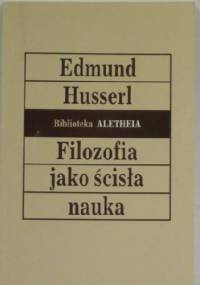 Edmund
Husserl
Biblioteka ALETHEIA
Filozofia
jako ścisła
nauka